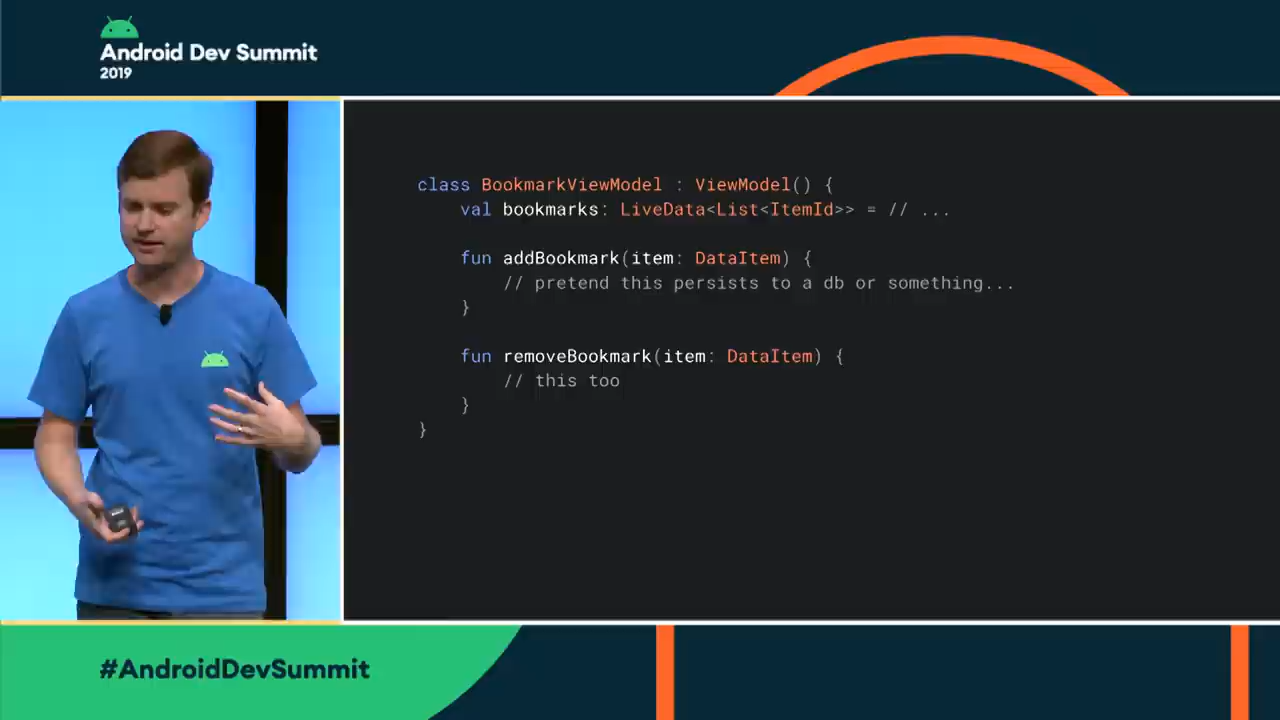 Android Dev Summit
2019
class BookmarkViewModel : ViewModel() {
val bookmarks: LiveData<List<ItemId>> = // ...
fun addBookmark(item: DataItem) {
// pretend this persists to a db or something...
}
fun removeBookmark(item: DataItem) {
// this too
}
}
#AndroidDevSummit